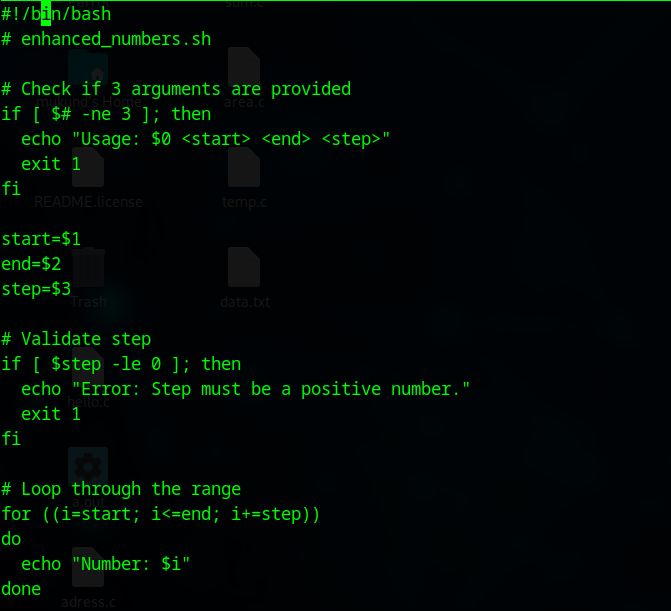 #!/bin/bash
# enhanced_numbers.sh
# Check if 3 arguments are provided
mukund's Home
area.c
if [ $# -ne 3 ]; then
  echo "Usage: $0 <start> <end> <step>"
  exit 1
fi
README.license
temp.c
start=$1
end=$2
step=$3
Trash
data.txt
# Validate step
if [ $step -le 0 ]; then
  echo "Error: Step must be a positive number."
hello.c
  exit 1
fi
# Loop through the range
for ((i=start; i<=end; i+=step))
do
  echo "Number: $i"
done
adress.c